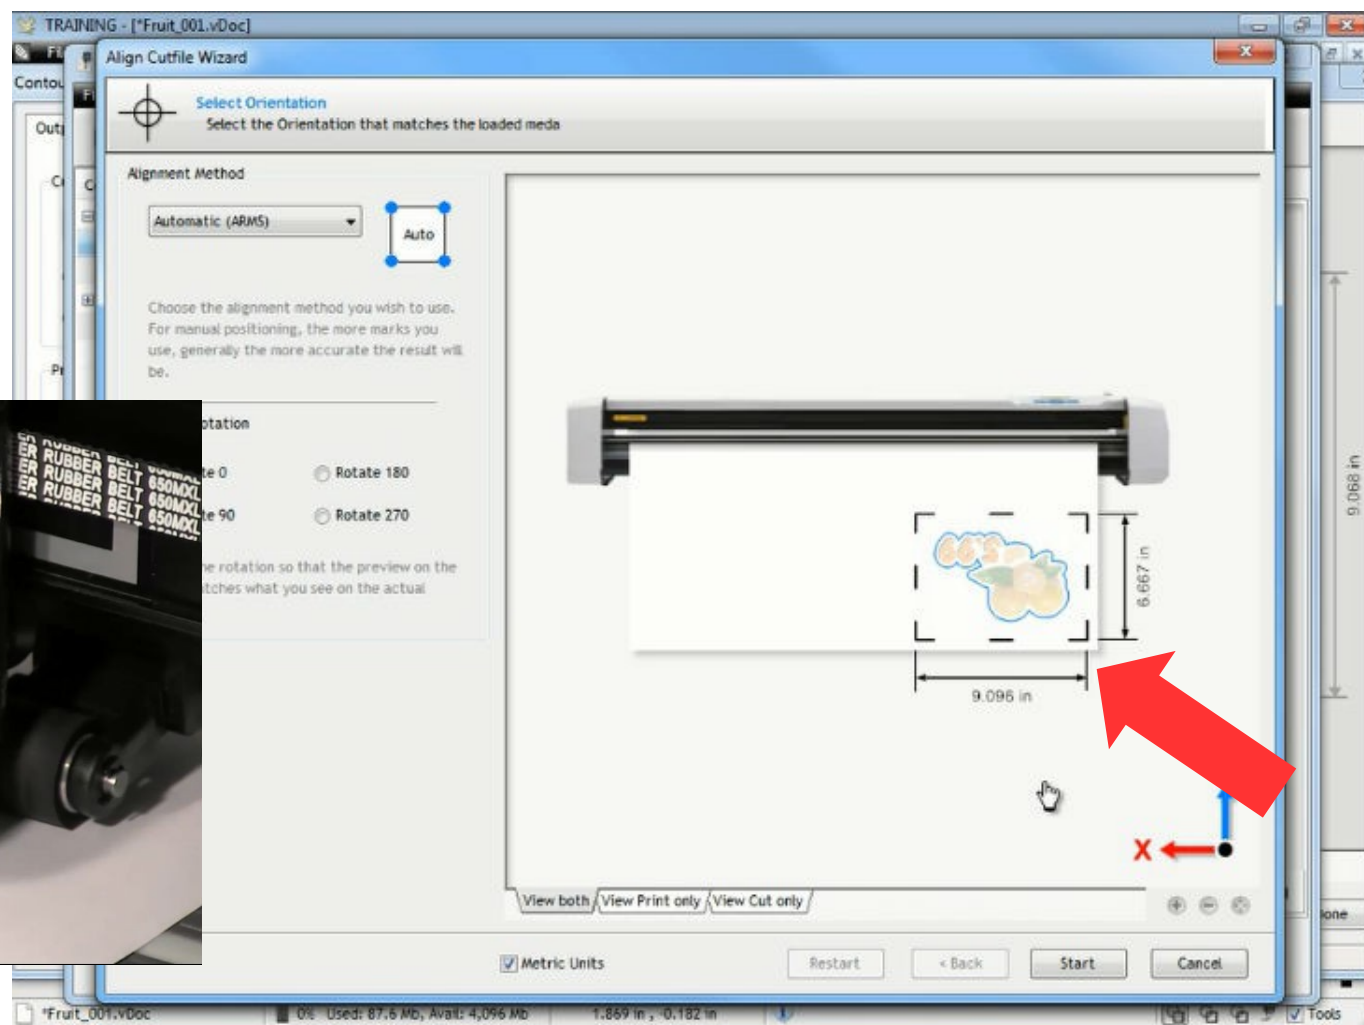 TRAINING - [*Fruit_001.vDoc]
Align Cutfile Wizard
Select Orientation
Select the Orientation that matches the loaded meda
Alignment Method
Automatic (ARMS)
Auto
Choose the alignment method you wish to use.
For manual positioning, the more marks you
use, generally the more accurate the result will
be.
otation
te 0
Rotate 180
te 90
Rotate 270
e rotation so that the preview on the
tches what you see on the actual
ER RUBBER BELT 650MXL
ER RUBBER BELT 650MXL
ER RUBBER BELT 650MXL
6.667 in
9.096 in
9.068 in
X
View both
View Print only
View Cut only
Metric Units
Restart
< Back
Start
Cancel
*Fruit_001.vDoc
0% Used: 87.6 Mb, Avail: 4,096 Mb
1.869 in , -0.182 in
Tools